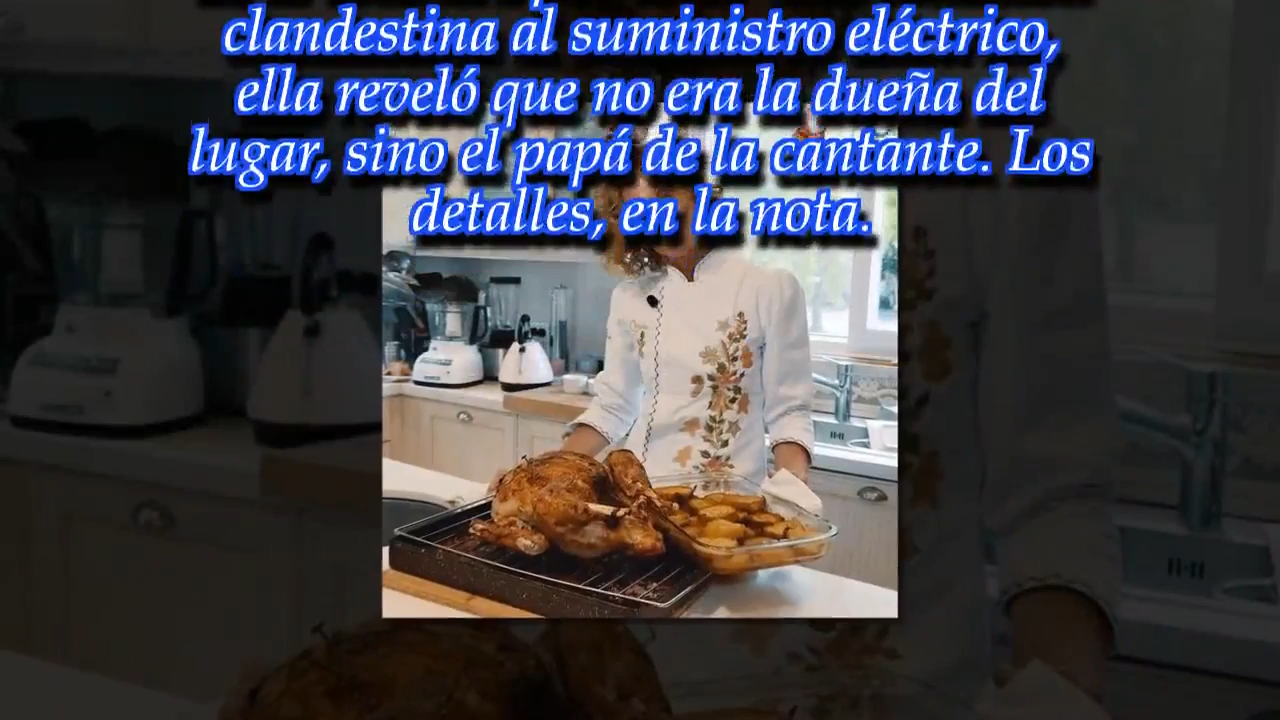 clandestina al suministro eléctrico,
ella reveló que no era la dueña del
lugar, sino el papá de la cantante. Los
detalles, en la nota.